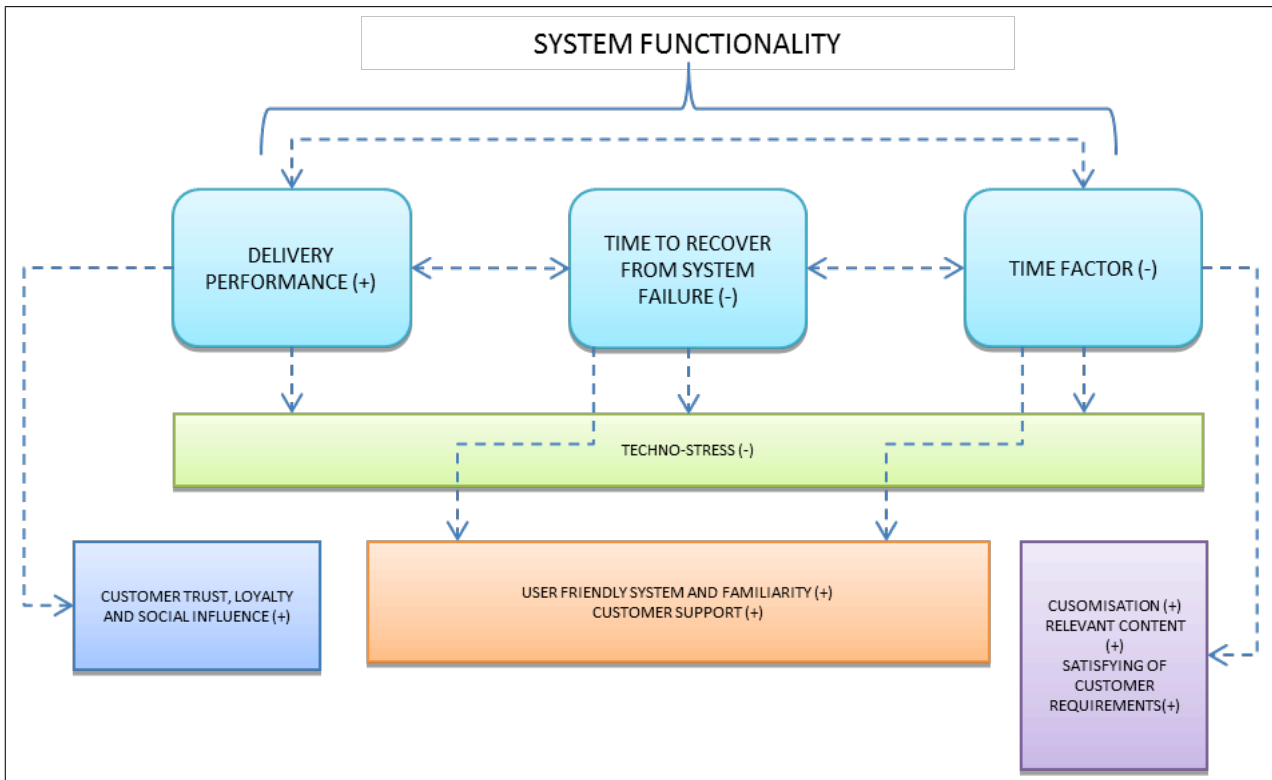 SYSTEM FUNCTIONALITY
DELIVERY
PERFORMANCE (+)
TIME TO RECOVER
FROM SYSTEM
FAILURE (-)
TIME FACTOR (-)
TECHNO-STRESS (-)
CUSTOMER TRUST, LOYALTY
AND SOCIAL INFLUENCE (+)
USER FRIENDLY SYSTEM AND FAMILIARITY (+)
CUSTOMER SUPPORT (+)
CUSOMISATION (+)
RELEVANT CONTENT
(+)
SATISFYING OF
CUSTOMER
REQUIREMENTS(+)